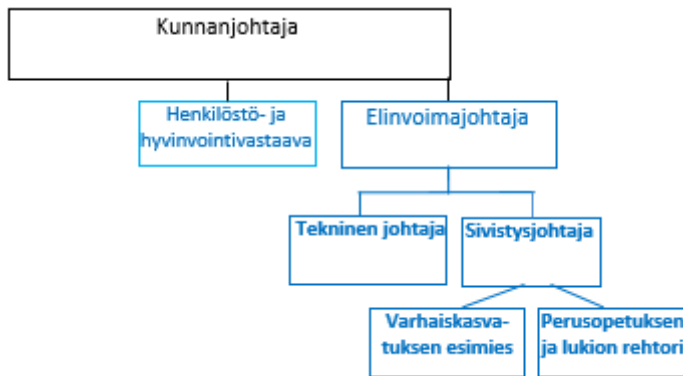 Kunnanjohtaja
Henkilöstö- ja
hyvinvointivastaava
Elinvoimajohtaja
Tekninen johtaja
Sivistysjohtaja
Varhaiskasva-
tuksen esimies
Perusopetuksen
ja lukion rehtori